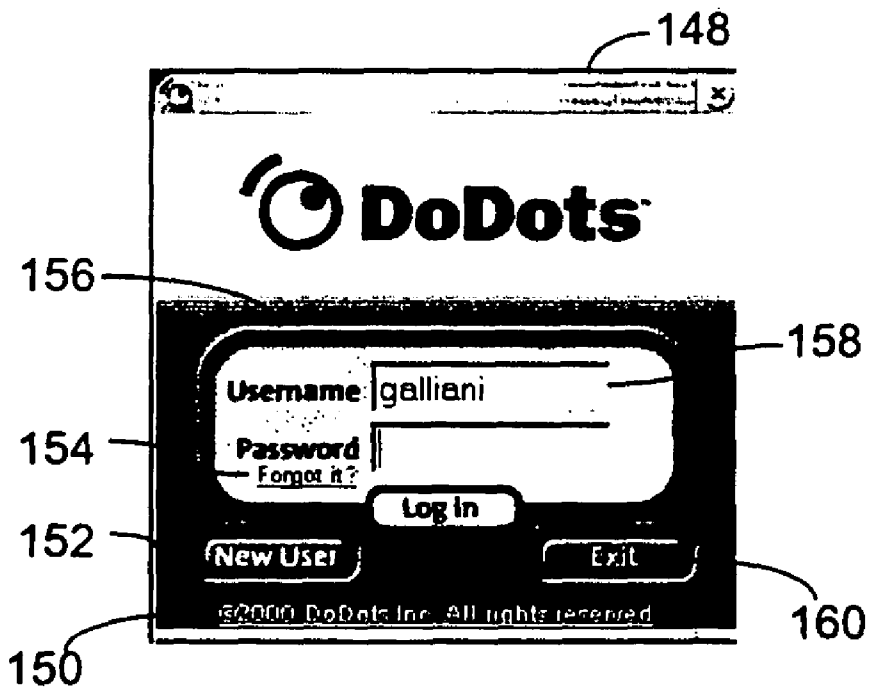 148
DoDots™
156
158
Username galliani
Password
154
Forgot it?
Log In
152
New User Exit
©2000 DoDots Inc. All rights reserved
160
150